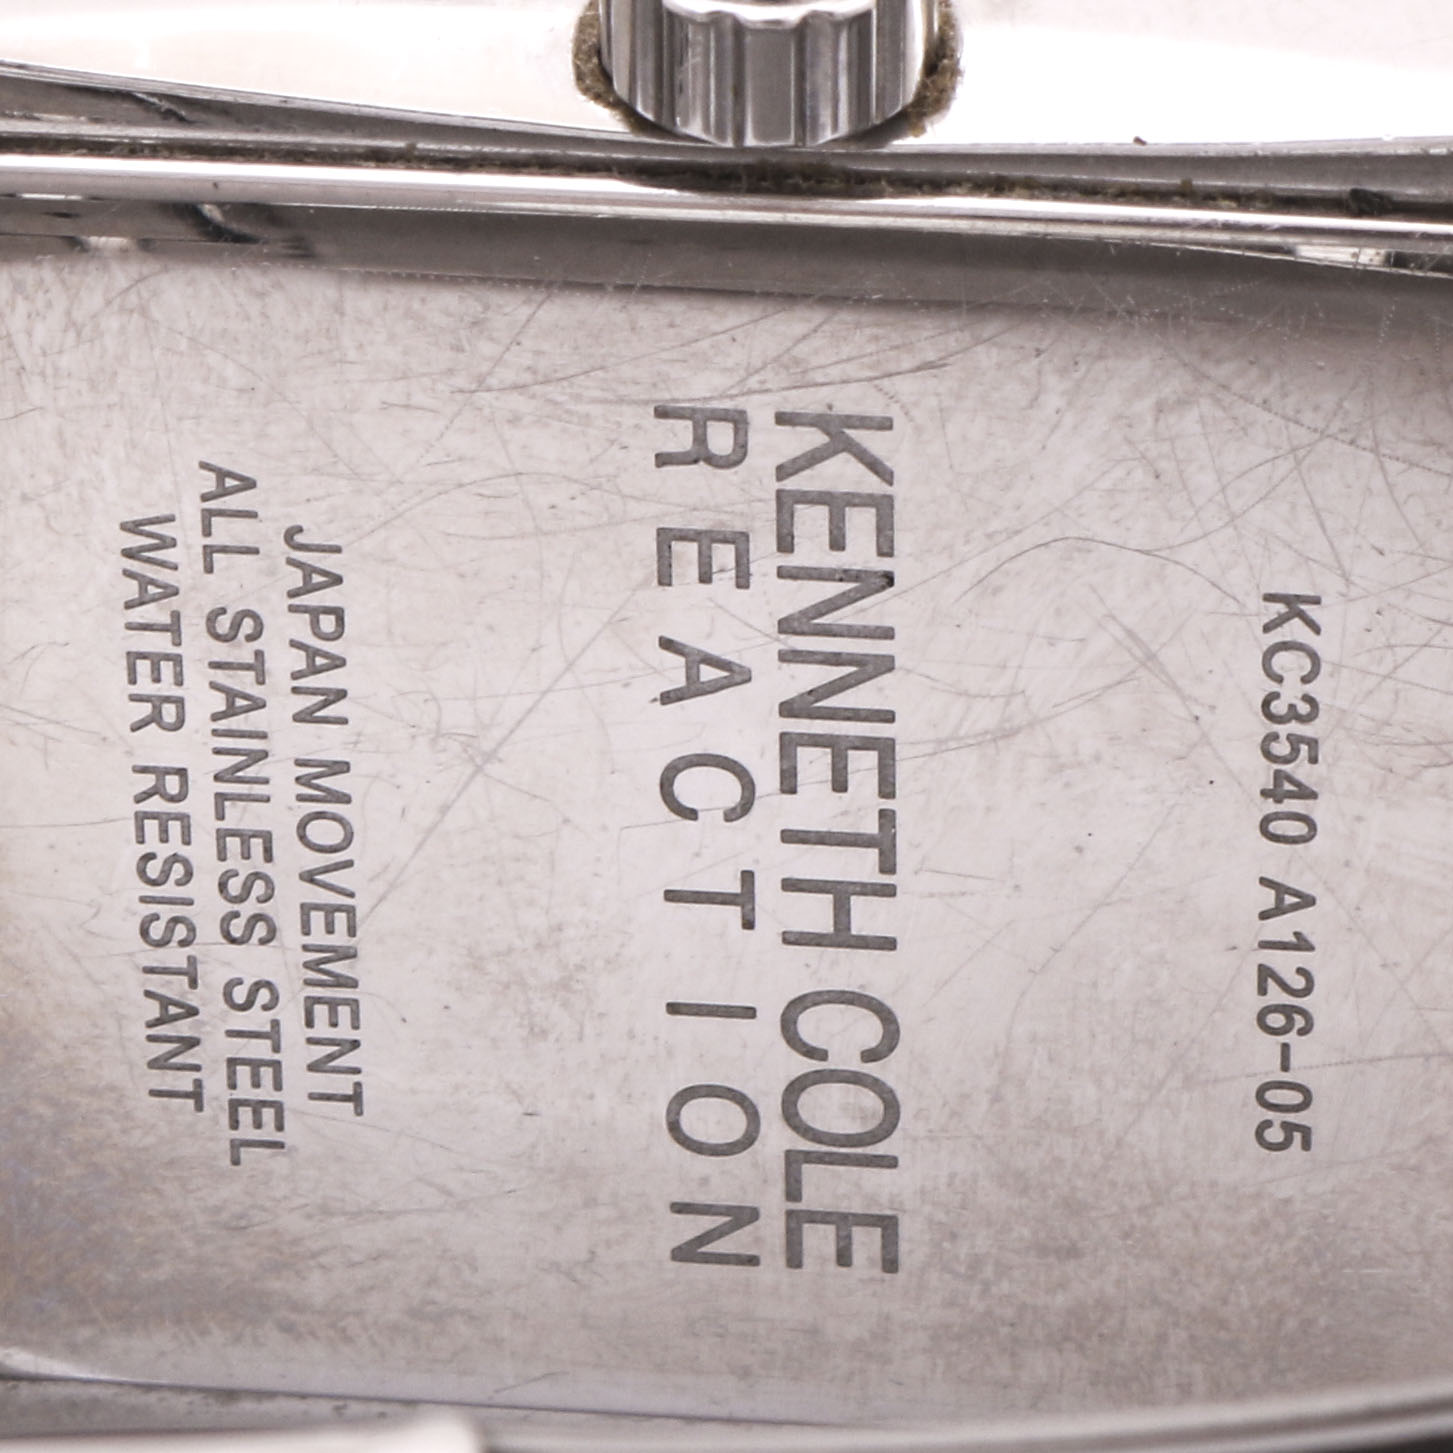 KC3540 A126-05
KENNETH COLE
REACTION
JAPAN MOVEMENT
ALL STAINLESS STEEL
WATER RESISTANT